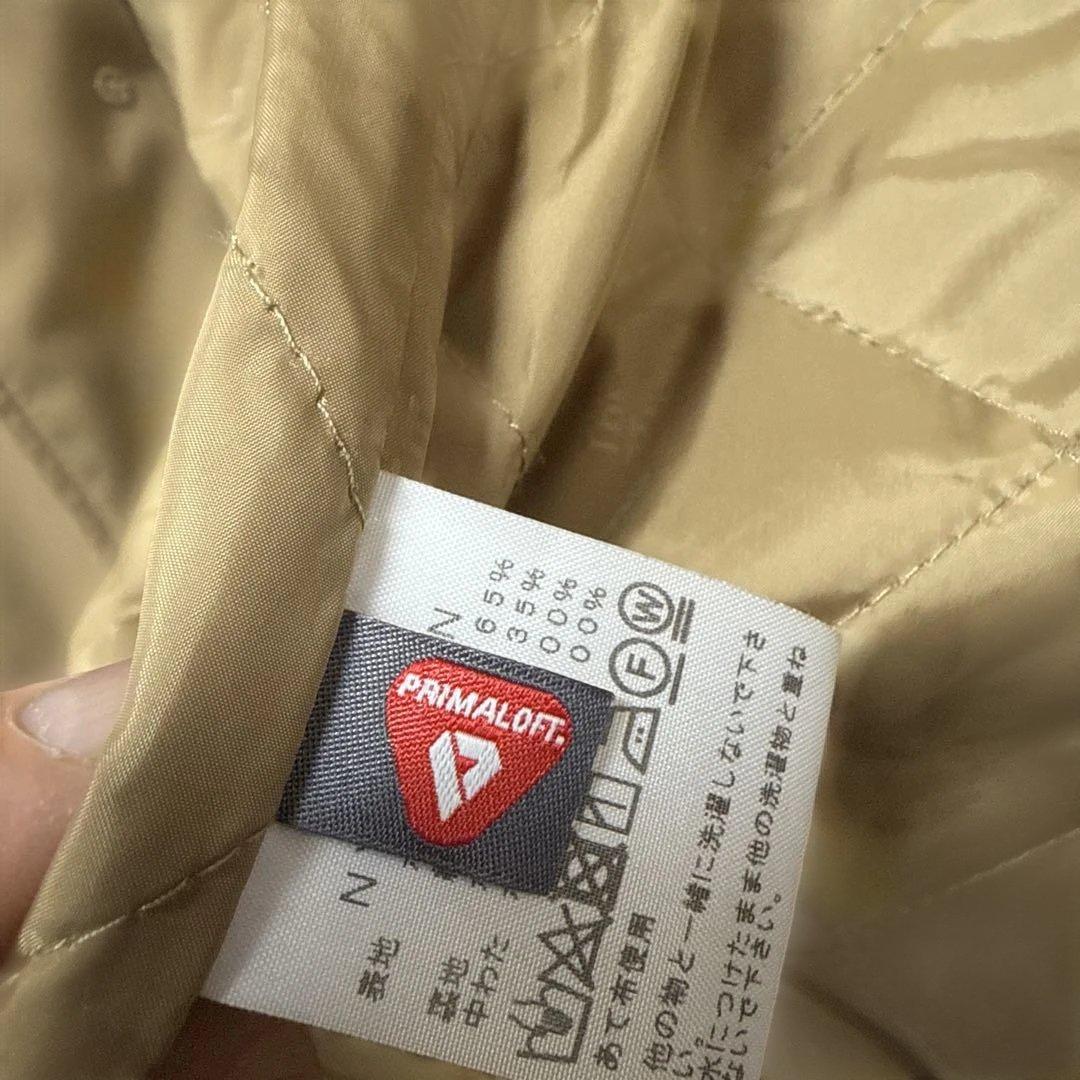 PRIMALOFT
N
65%
35%
00%
00%
W
F
N
表地
裏地
中わた
あて布使用
他の物と一緒に洗濯しないで下さ
い。
水につけたまま他の洗濯物と重ね
ないで下さい。